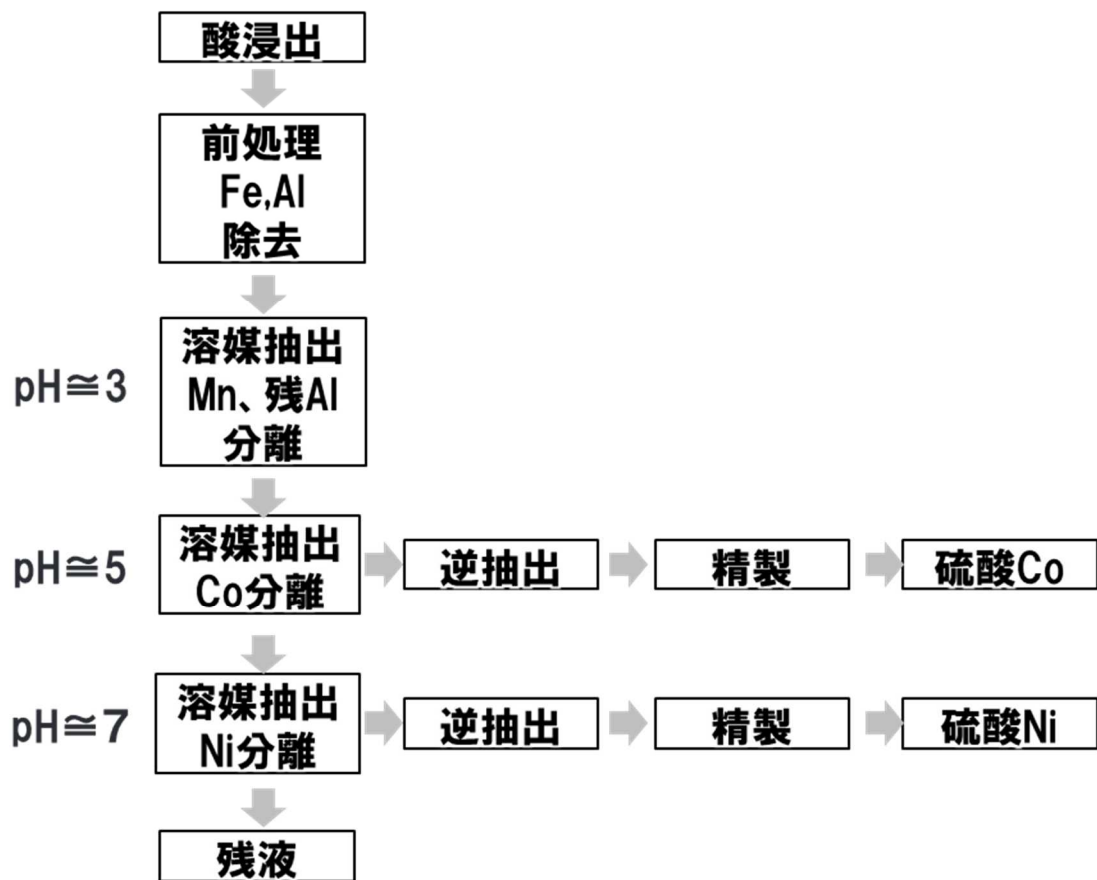 酸浸出
前処理
Fe,Al
除去
pH≅3
溶媒抽出
Mn、残Al
分離
pH≅5
溶媒抽出
Co分離
逆抽出
精製
硫酸Co
pH≅7
溶媒抽出
Ni分離
逆抽出
精製
硫酸Ni
残液